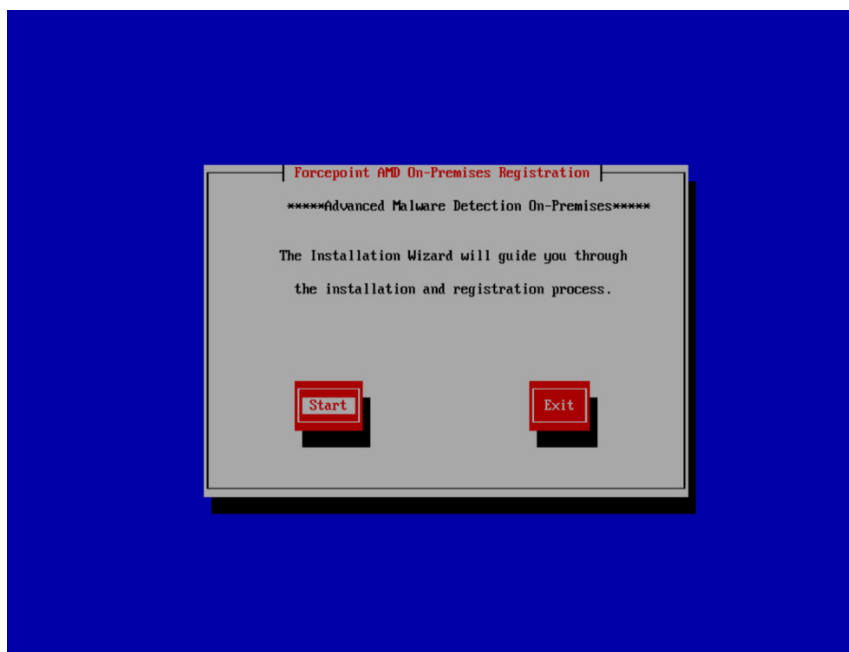 Forcepoint AMD On-Premises Registration
*****Advanced Malware Detection On-Premises*****
The Installation Wizard will guide you through
the installation and registration process.
Start Exit